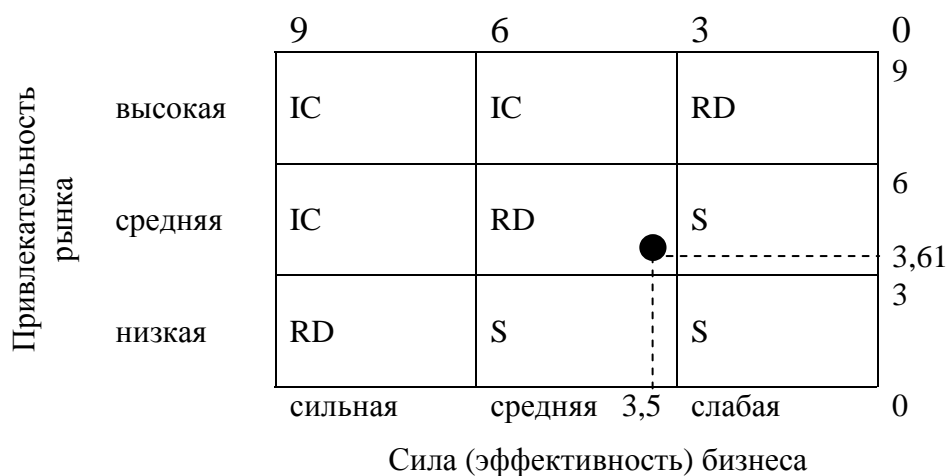 9 6 3 0
9
Привлекательность
рынка
высокая IC IC RD
6
средняя IC RD S
3,61
3
низкая RD S S
сильная средняя 3,5 слабая 0
Сила (эффективность) бизнеса